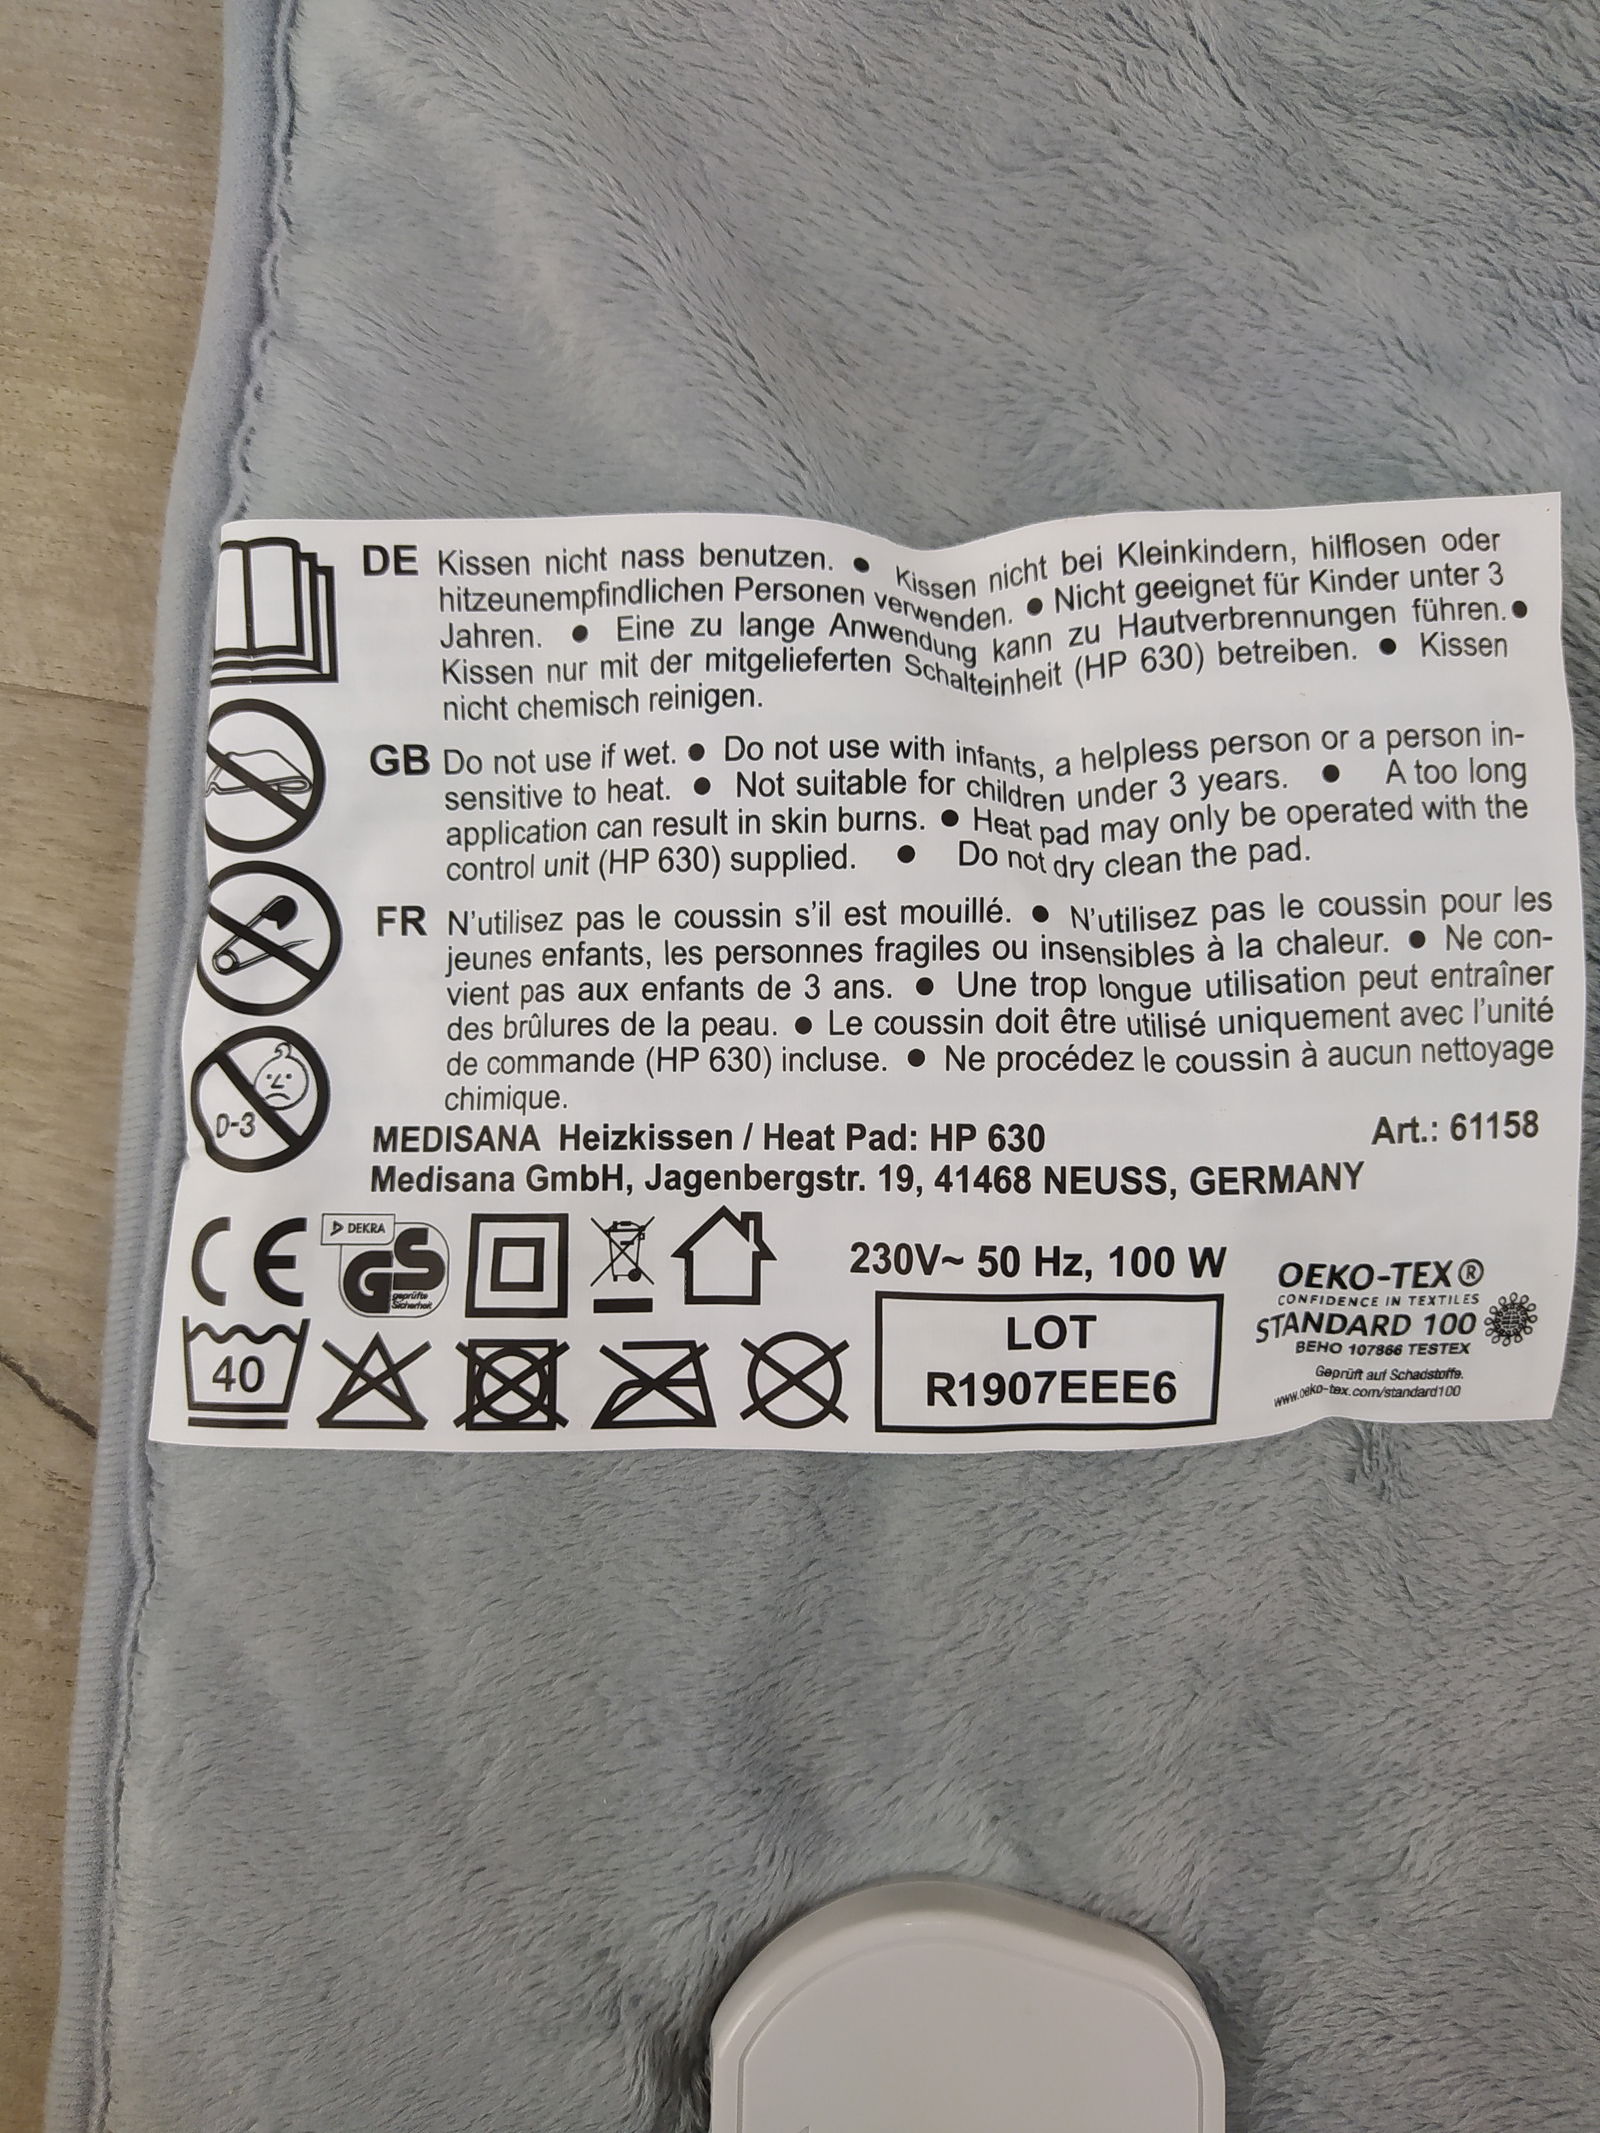 DE Kissen nicht nass benutzen. ● Kissen nicht bei Kleinkindern, hilflosen oder
hitzeunempfindlichen Personen verwenden. ● Nicht geeignet für Kinder unter 3
Jahren. ● Eine zu lange Anwendung kann zu Hautverbrennungen führen. ●
Kissen nur mit der mitgelieferten Schalteinheit (HP 630) betreiben. ● Kissen
nicht chemisch reinigen.
GB Do not use if wet. ● Do not use with infants, a helpless person or a person in-
sensitive to heat. ● Not suitable for children under 3 years. ● A too long
application can result in skin burns. ● Heat pad may only be operated with the
control unit (HP 630) supplied. ● Do not dry clean the pad.
FR N'utilisez pas le coussin s'il est mouillé. ● N'utilisez pas le coussin pour les
jeunes enfants, les personnes fragiles ou insensibles à la chaleur. ● Ne con-
vient pas aux enfants de 3 ans. ● Une trop longue utilisation peut entraîner
des brûlures de la peau. ● Le coussin doit être utilisé uniquement avec l'unité
de commande (HP 630) incluse. ● Ne procédez le coussin à aucun nettoyage
chimique.
0-3
MEDISANA Heizkissen / Heat Pad: HP 630 Art.: 61158
Medisana GmbH, Jagenbergstr. 19, 41468 NEUSS, GERMANY
CE
DEKRA
GS
geprüfte
Sicherheit
230V~ 50 Hz, 100 W
40
LOT
R1907EEE6
OEKO-TEX®
CONFIDENCE IN TEXTILES
STANDARD 100
BEHO 107866 TESTEX
Geprüft auf Schadstoffe.
www.oeko-tex.com/standard100